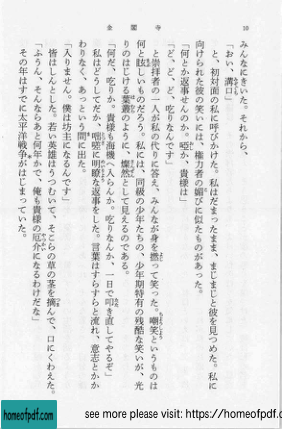 金閣寺
10
みんなにきいた。それから、
「おい、溝口」
と、初対面の私に呼びかけた。私はだまったまま、まじまじと彼を見つめた。私に
向けられた彼の笑いには、権力者の媚びに似たものがあった。
「何とか返事せんのか。唖か、貴様は」
「ど、ど、ど、吃りなんです」
と崇拝者の一人が私の代りに答え、みんなが身を撚って笑った。嘲笑というものは
何と眩しいものだろう。私には、同級の少年たちの、少年期特有の残酷な笑いが、光
りのはじける葉叢のように、燦然として見えるのである。
「何だ、吃りか。貴様も海機へ入らんか。吃りなんか、一日で叩き直してやるぞ」
私はどうしてだか、咄嗟に明瞭な返事をした。言葉はすらすらと流れ、意志とかか
わりなく、あっという間に出た。
「入りません。僕は坊主になるんです」
皆はしんとした。若い英雄はうつむいて、そこらの草の茎を摘んで、口にくわえた。
「ふうん、そんならあと何年かで、俺も貴様の厄介になるわけだな」
その年はすでに太平洋戦争がはじまっていた。
homeofpdf.com
see more please visit: https://homeofpdf.com